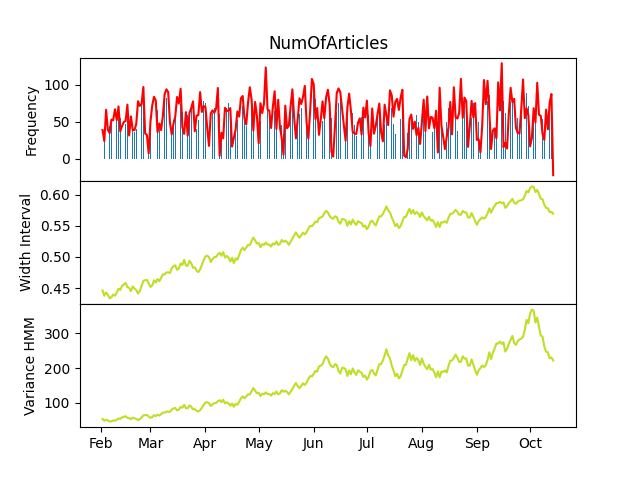 NumOfArticles
Frequency
100
50
0
Width Interval
0.60
0.55
0.50
0.45
Variance HMM
300
200
100
Feb Mar Apr May Jun Jul Aug Sep Oct